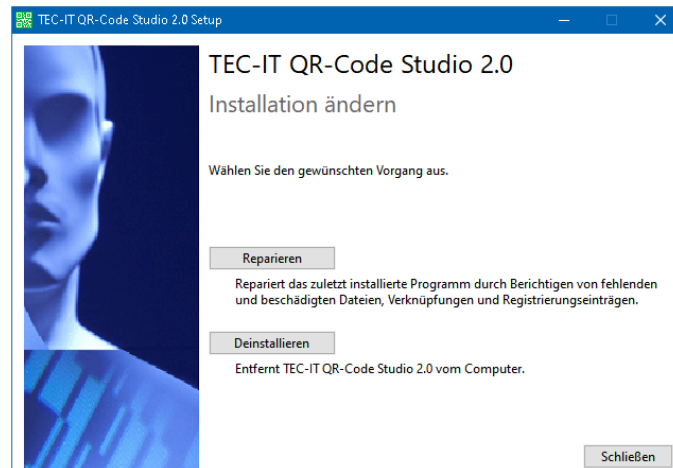 TEC-IT QR-Code Studio 2.0 Setup
TEC-IT QR-Code Studio 2.0
Installation ändern
Wählen Sie den gewünschten Vorgang aus.
Reparieren
Repariert das zuletzt installierte Programm durch Berichtigen von fehlenden
und beschädigten Dateien, Verknüpfungen und Registrierungseinträgen.
Deinstallieren
Entfernt TEC-IT QR-Code Studio 2.0 vom Computer.
Schließen